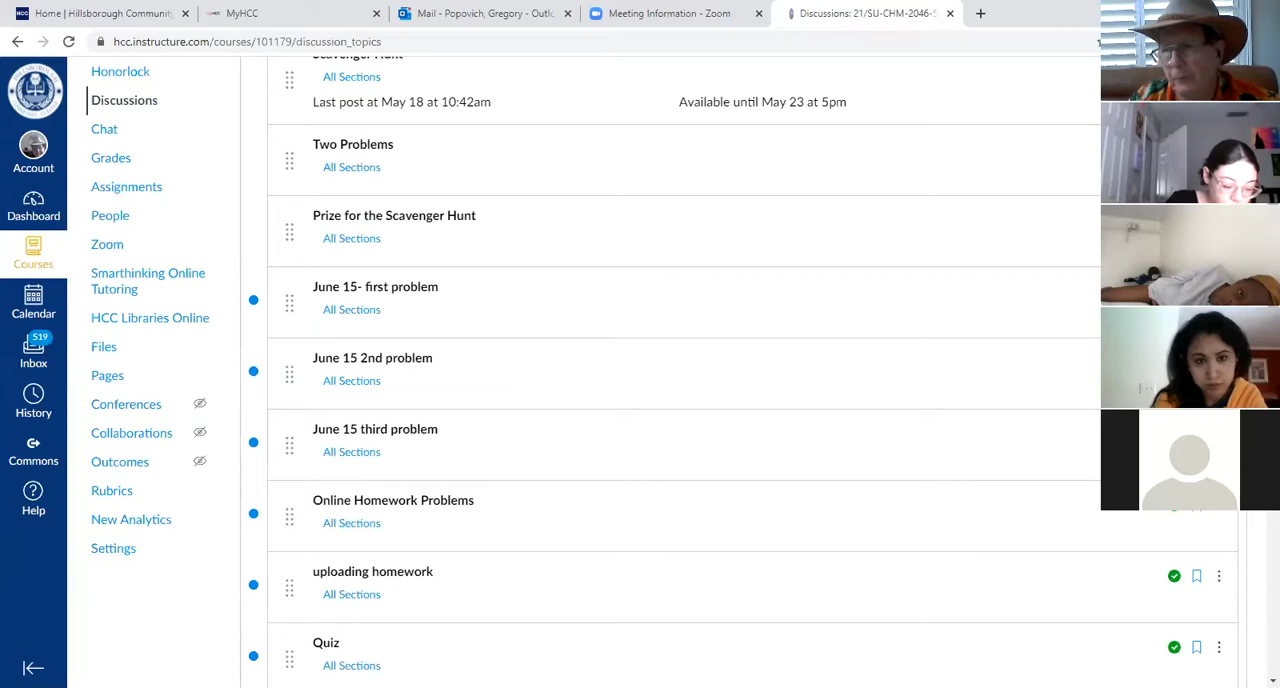 Home | Hillsborough Community
MyHCC
Mail - Popovich, Gregory - Outlo
Meeting Information - Zoom
Discussions: 21/SU-CHM-2046-
hcc.instructure.com/courses/101179/discussion_topics
Account
Dashboard
Courses
Calendar
519
Inbox
History
Commons
Help
Honorlock
Discussions
Chat
Grades
Assignments
People
Zoom
Smarthinking Online
Tutoring
HCC Libraries Online
Files
Pages
Conferences
Collaborations
Outcomes
Rubrics
New Analytics
Settings
Scavenger Hunt
All Sections
Last post at May 18 at 10:42am
Available until May 23 at 5pm
Two Problems
All Sections
Prize for the Scavenger Hunt
All Sections
June 15- first problem
All Sections
June 15 2nd problem
All Sections
June 15 third problem
All Sections
Online Homework Problems
All Sections
uploading homework
All Sections
Quiz
All Sections